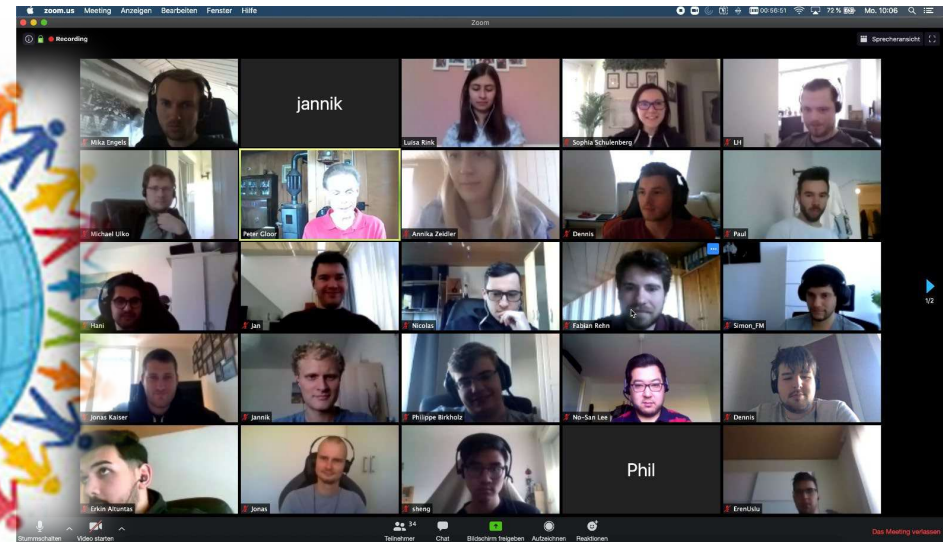 zoom.us Meeting Anzeigen Bearbeiten Fenster Hilfe 00:56:51 72 % Mo. 10:06
Zoom
Recording Sprecheransicht
Mika Engels jannik Luisa Rink Sophia Schulenberg LH
Michael Ulko Peter Gloor Annika Zeidler Dennis Paul
Hani Jan Nicolas Fabian Rehn Simon_FM
1/2
Jonas Kaiser Jannik Philippe Birkholz No-San Lee Dennis
Erkin Altuntas Jonas sheng Phil ErenUslu
34
Stummschalten Video starten Teilnehmer Chat Bildschirm freigeben Aufzeichnen Reaktionen Das Meeting verlassen